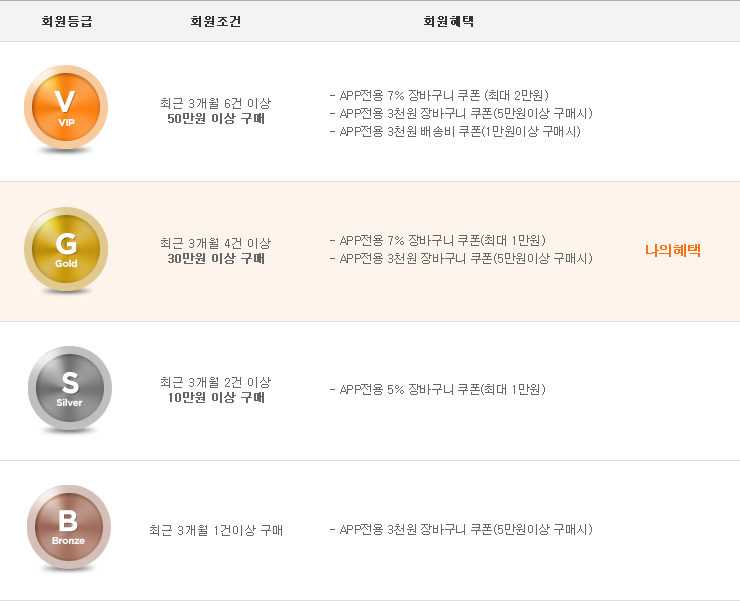 회원등급 회원조건 회원혜택
V
VIP
최근 3개월 6건 이상
50만원 이상 구매
- APP전용 7% 장바구니 쿠폰 (최대 2만원)
- APP전용 3천원 장바구니 쿠폰(5만원이상 구매시)
- APP전용 3천원 배송비 쿠폰(1만원이상 구매시)
G
Gold
최근 3개월 4건 이상
30만원 이상 구매
- APP전용 7% 장바구니 쿠폰(최대 1만원)
- APP전용 3천원 장바구니 쿠폰(5만원이상 구매시)
나의혜택
S
Silver
최근 3개월 2건 이상
10만원 이상 구매
- APP전용 5% 장바구니 쿠폰(최대 1만원)
B
Bronze
최근 3개월 1건이상 구매
- APP전용 3천원 장바구니 쿠폰(5만원이상 구매시)